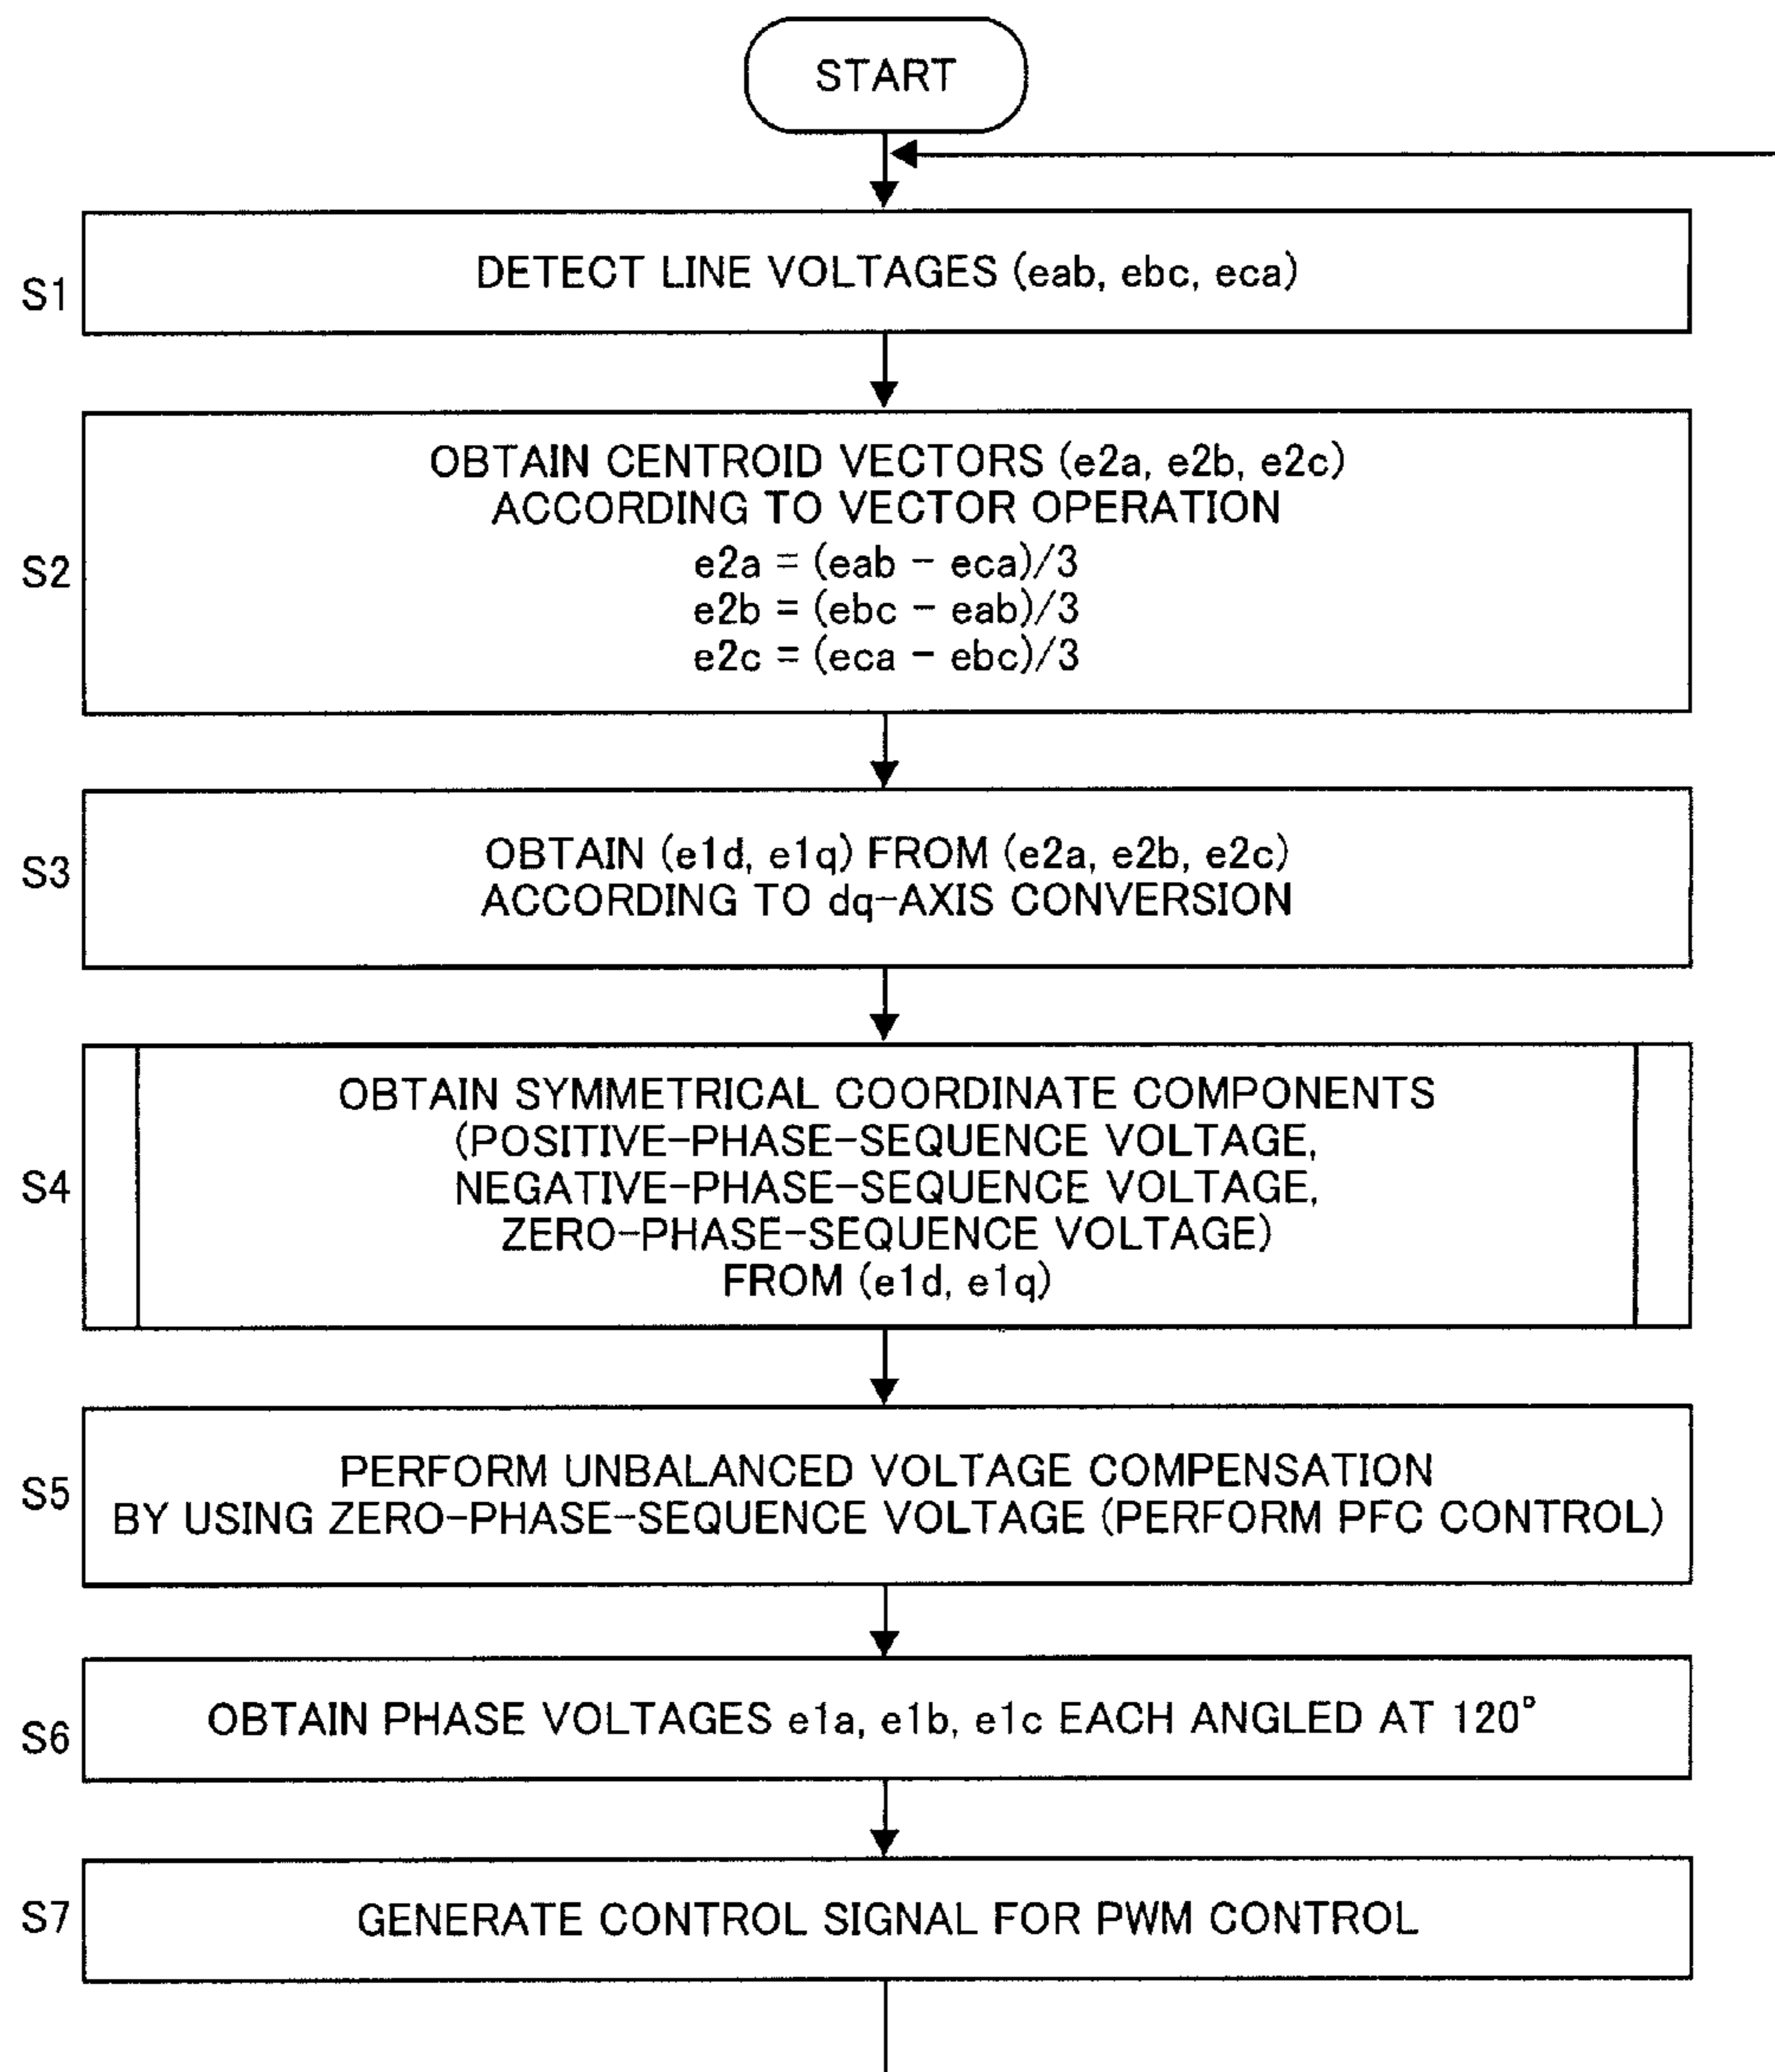 START
S1
DETECT LINE VOLTAGES (eab, ebc, eca)
S2
OBTAIN CENTROID VECTORS (e2a, e2b, e2c)
ACCORDING TO VECTOR OPERATION
e2a = (eab - eca)/3
e2b = (ebc - eab)/3
e2c = (eca - ebc)/3
S3
OBTAIN (e1d, e1q) FROM (e2a, e2b, e2c)
ACCORDING TO dq-AXIS CONVERSION
S4
OBTAIN SYMMETRICAL COORDINATE COMPONENTS
(POSITIVE-PHASE-SEQUENCE VOLTAGE,
NEGATIVE-PHASE-SEQUENCE VOLTAGE,
ZERO-PHASE-SEQUENCE VOLTAGE)
FROM (e1d, e1q)
S5
PERFORM UNBALANCED VOLTAGE COMPENSATION
BY USING ZERO-PHASE-SEQUENCE VOLTAGE (PERFORM PFC CONTROL)
S6
OBTAIN PHASE VOLTAGES e1a, e1b, e1c EACH ANGLED AT 120°
S7
GENERATE CONTROL SIGNAL FOR PWM CONTROL